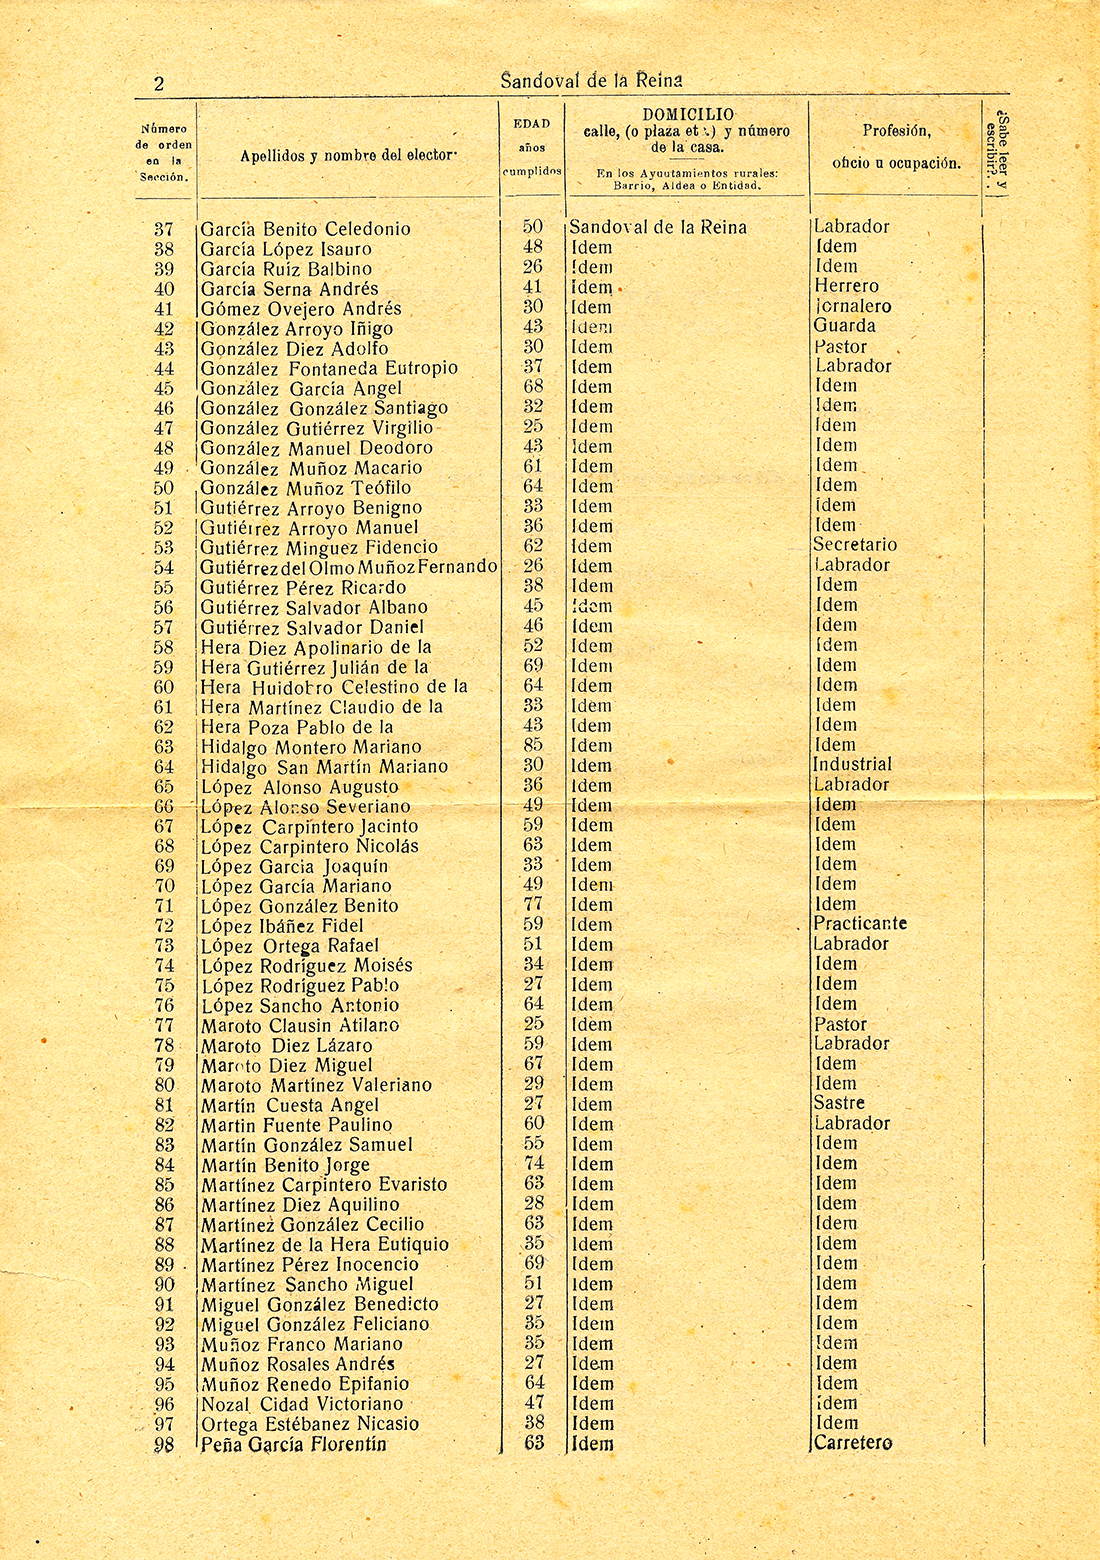 2 Sandoval de la Reina
Número de orden en la Sección. Apellidos y nombre del elector EDAD años cumplidos DOMICILIO calle, (o plaza etc.) y número de la casa. En los Ayuntamientos rurales: Barrio, Aldea o Entidad. Profesión, oficio u ocupación. ¿Sabe leer y escribir?
37 García Benito Celedonio 50 Sandoval de la Reina Labrador
38 García López Isauro 48 Idem Idem
39 García Ruíz Balbino 26 Idem Idem
40 García Serna Andrés 41 Idem Herrero
41 Gómez Ovejero Andrés 30 Idem Jornalero
42 González Arroyo Iñigo 43 Idem Guarda
43 González Diez Adolfo 30 Idem Pastor
44 González Fontaneda Eutropio 37 Idem Labrador
45 González García Angel 68 Idem Idem
46 González González Santiago 32 Idem Idem
47 González Gutiérrez Virgilio 25 Idem Idem
48 González Manuel Deodoro 43 Idem Idem
49 González Muñoz Macario 61 Idem Idem
50 González Muñoz Teófilo 64 Idem Idem
51 Gutiérrez Arroyo Benigno 33 Idem Idem
52 Gutiérrez Arroyo Manuel 36 Idem Idem
53 Gutiérrez Minguez Fidencio 62 Idem Secretario
54 Gutiérrez del Olmo Muñoz Fernando 26 Idem Labrador
55 Gutiérrez Pérez Ricardo 38 Idem Idem
56 Gutiérrez Salvador Albano 45 Idem Idem
57 Gutiérrez Salvador Daniel 46 Idem Idem
58 Hera Diez Apolinario de la 52 Idem Idem
59 Hera Gutiérrez Julián de la 69 Idem Idem
60 Hera Huidobro Celestino de la 64 Idem Idem
61 Hera Martínez Claudio de la 33 Idem Idem
62 Hera Poza Pablo de la 43 Idem Idem
63 Hidalgo Montero Mariano 85 Idem Idem
64 Hidalgo San Martín Mariano 30 Idem Industrial
65 López Alonso Augusto 36 Idem Labrador
66 López Alonso Severiano 49 Idem Idem
67 López Carpintero Jacinto 59 Idem Idem
68 López Carpintero Nicolás 63 Idem Idem
69 López Garcia Joaquín 33 Idem Idem
70 López García Mariano 49 Idem Idem
71 López González Benito 77 Idem Idem
72 López Ibáñez Fidel 59 Idem Practicante
73 López Ortega Rafael 51 Idem Labrador
74 López Rodríguez Moisés 34 Idem Idem
75 López Rodríguez Pablo 27 Idem Idem
76 López Sancho Antonio 64 Idem Idem
77 Maroto Clausin Atilano 25 Idem Pastor
78 Maroto Diez Lázaro 59 Idem Labrador
79 Maroto Diez Miguel 67 Idem Idem
80 Maroto Martínez Valeriano 29 Idem Idem
81 Martín Cuesta Angel 27 Idem Sastre
82 Martin Fuente Paulino 60 Idem Labrador
83 Martín González Samuel 55 Idem Idem
84 Martín Benito Jorge 74 Idem Idem
85 Martínez Carpintero Evaristo 63 Idem Idem
86 Martínez Diez Aquilino 28 Idem Idem
87 Martínez González Cecilio 63 Idem Idem
88 Martínez de la Hera Eutiquio 35 Idem Idem
89 Martínez Pérez Inocencio 69 Idem Idem
90 Martínez Sancho Miguel 51 Idem Idem
91 Miguel González Benedicto 27 Idem Idem
92 Miguel González Feliciano 35 Idem Idem
93 Muñoz Franco Mariano 35 Idem Idem
94 Muñoz Rosales Andrés 27 Idem Idem
95 Muñoz Renedo Epifanio 64 Idem Idem
96 Nozal Cidad Victoriano 47 Idem Idem
97 Ortega Estébanez Nicasio 38 Idem Idem
98 Peña García Florentín 63 Idem Carretero